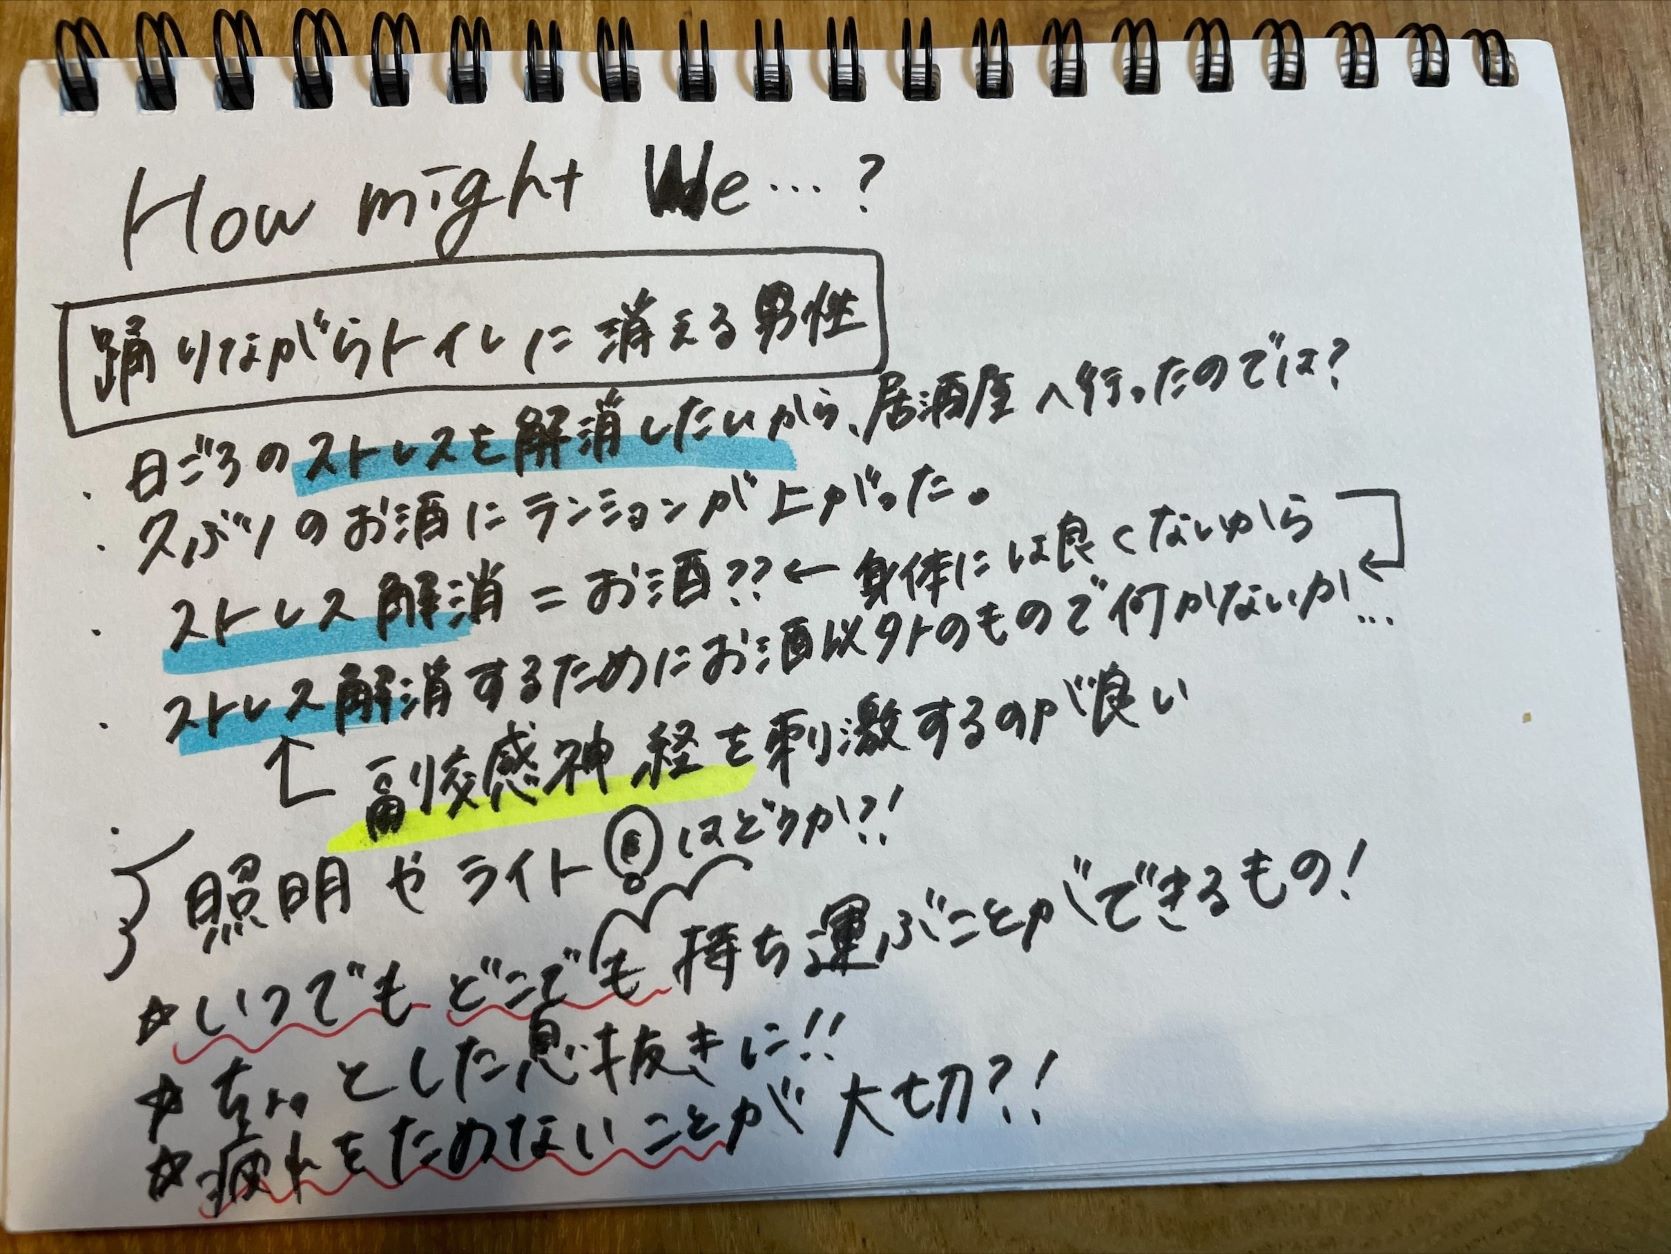 How might We…?
踊りながらトイレに消える男性
・日ごろのストレスを解消したいから、居酒屋へ行ったのでは?
・久ぶりのお酒にテンションが上がった。
・ストレス解消=お酒??←身体には良くないから
・ストレス解消するためにお酒以外のもので何かないか…
副交感神経を刺激するのが良い
・照明やライトはどうか?!
☆いつでもどこでも持ち運ぶことができるもの!
☆ちょっとした息抜きに!!
☆疲れをためないことが大切?!